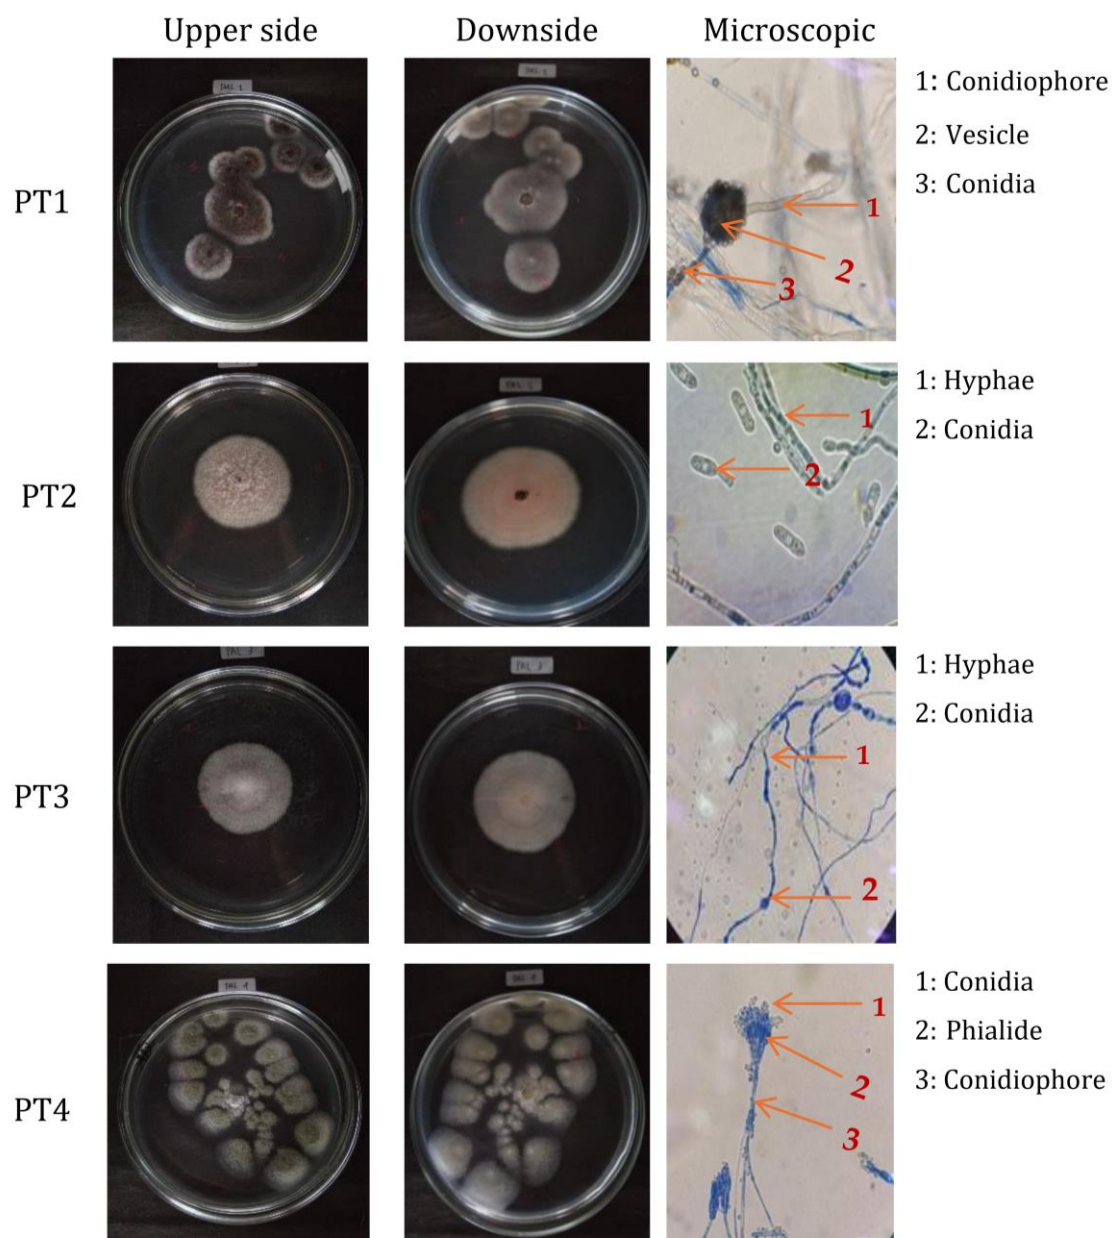 Upper side
Downside
Microscopic
PT1
1
2
3
1: Conidiophore
2: Vesicle
3: Conidia
PT2
1
2
1: Hyphae
2: Conidia
PT3
1
2
1: Hyphae
2: Conidia
PT4
1
2
3
1: Conidia
2: Phialide
3: Conidiophore